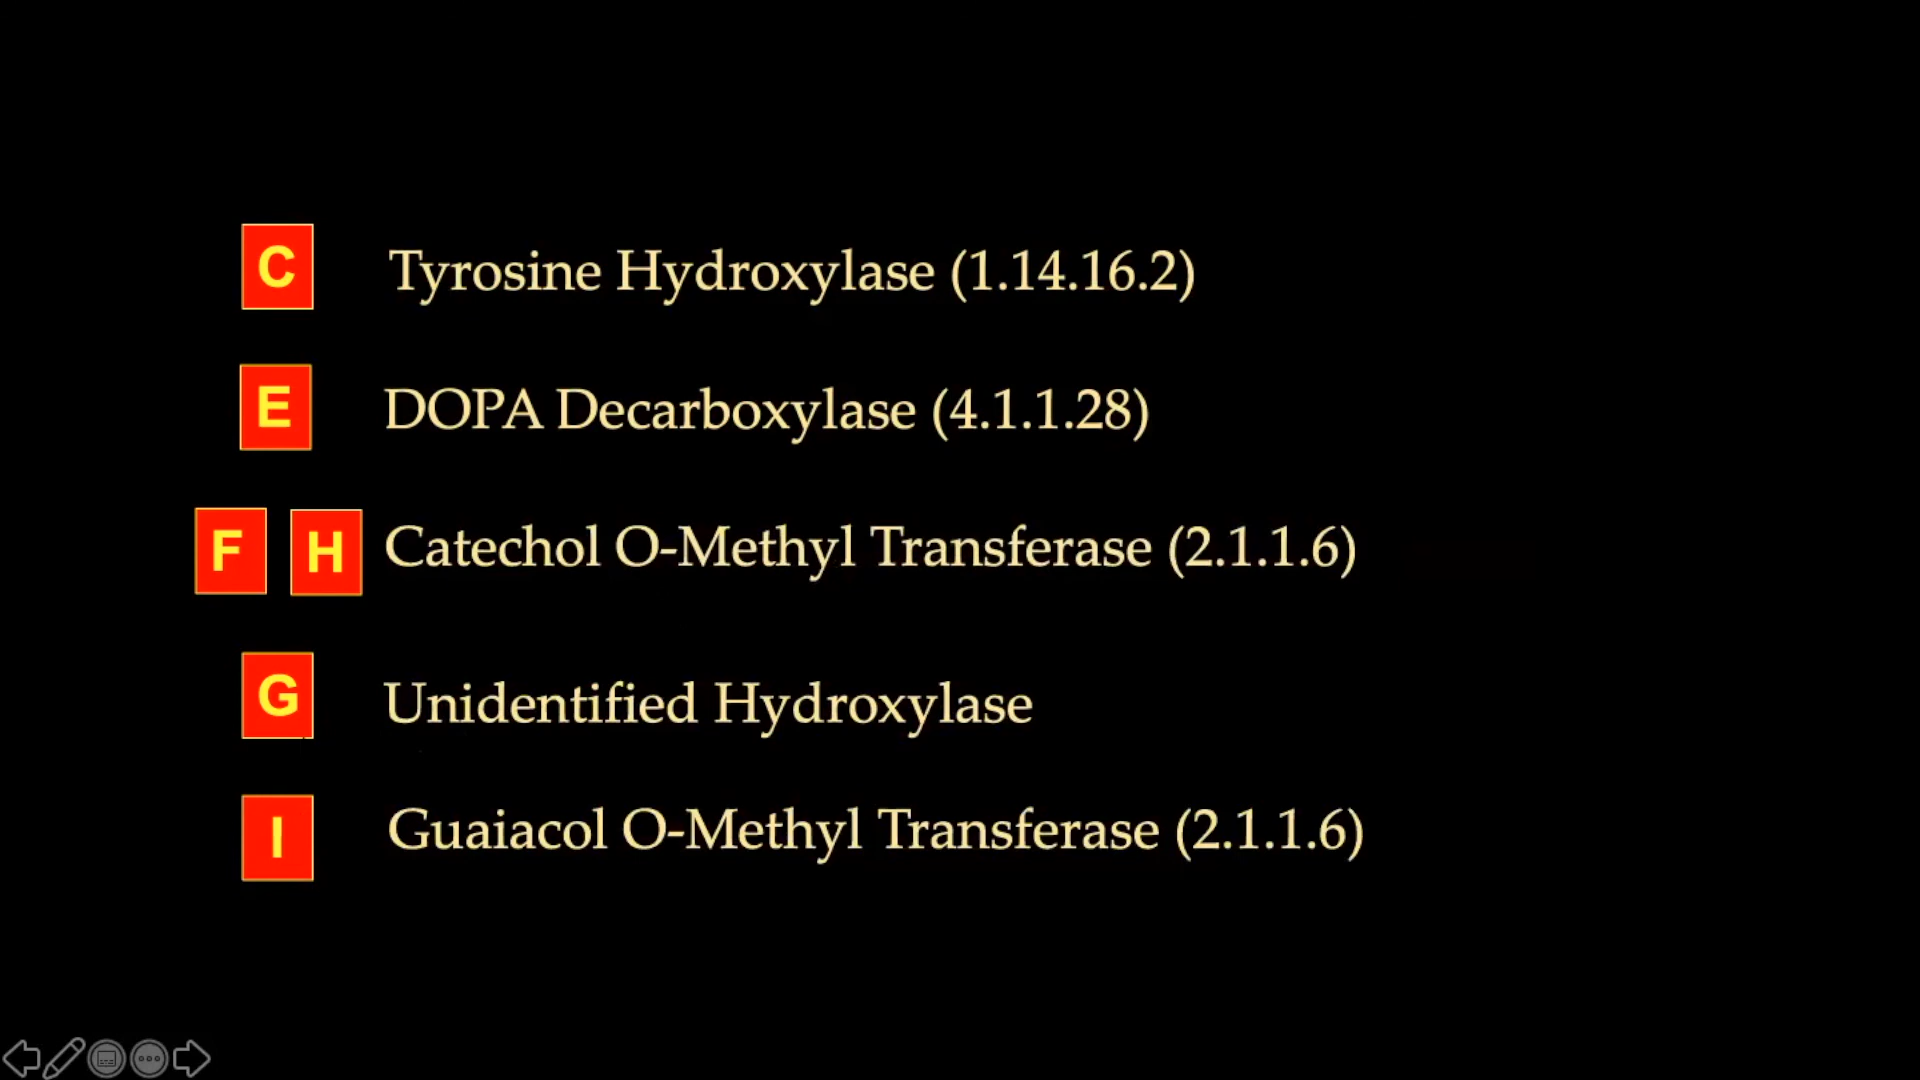 C Tyrosine Hydroxylase (1.14.16.2)
E DOPA Decarboxylase (4.1.1.28)
F H Catechol O-Methyl Transferase (2.1.1.6)
G Unidentified Hydroxylase
I Guaiacol O-Methyl Transferase (2.1.1.6)